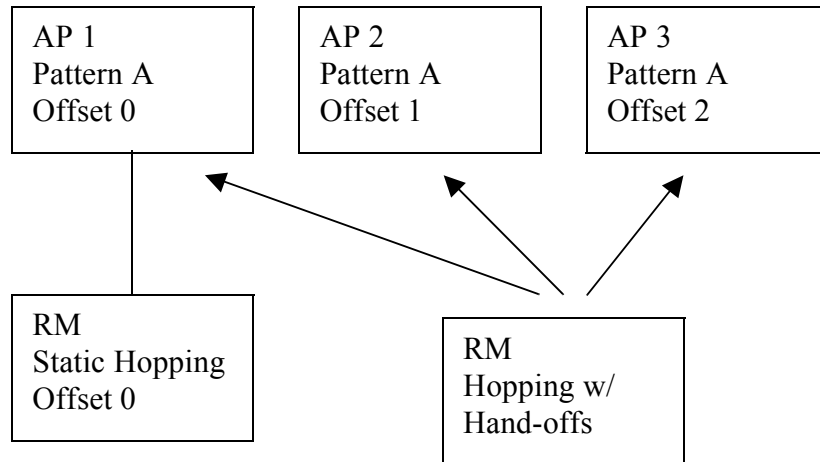 AP 1
Pattern A
Offset 0
AP 2
Pattern A
Offset 1
AP 3
Pattern A
Offset 2
RM
Static Hopping
Offset 0
RM
Hopping w/
Hand-offs